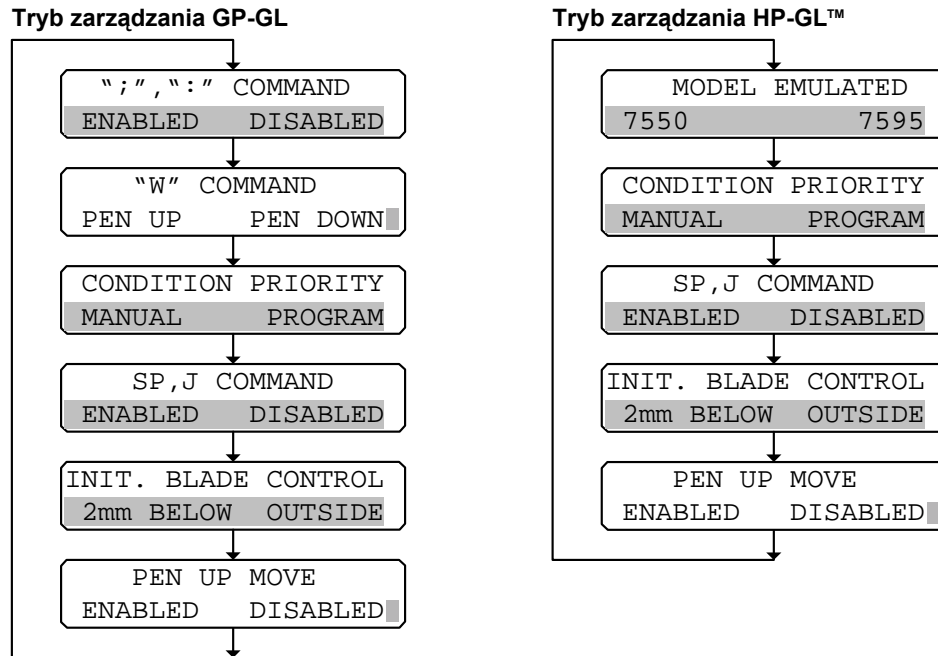 Tryb zarządzania GP-GL
“;”,“:” COMMAND
ENABLED DISABLED
“W” COMMAND
PEN UP PEN DOWN
CONDITION PRIORITY
MANUAL PROGRAM
SP,J COMMAND
ENABLED DISABLED
INIT. BLADE CONTROL
2mm BELOW OUTSIDE
PEN UP MOVE
ENABLED DISABLED
Tryb zarządzania HP-GL™
MODEL EMULATED
7550 7595
CONDITION PRIORITY
MANUAL PROGRAM
SP,J COMMAND
ENABLED DISABLED
INIT. BLADE CONTROL
2mm BELOW OUTSIDE
PEN UP MOVE
ENABLED DISABLED